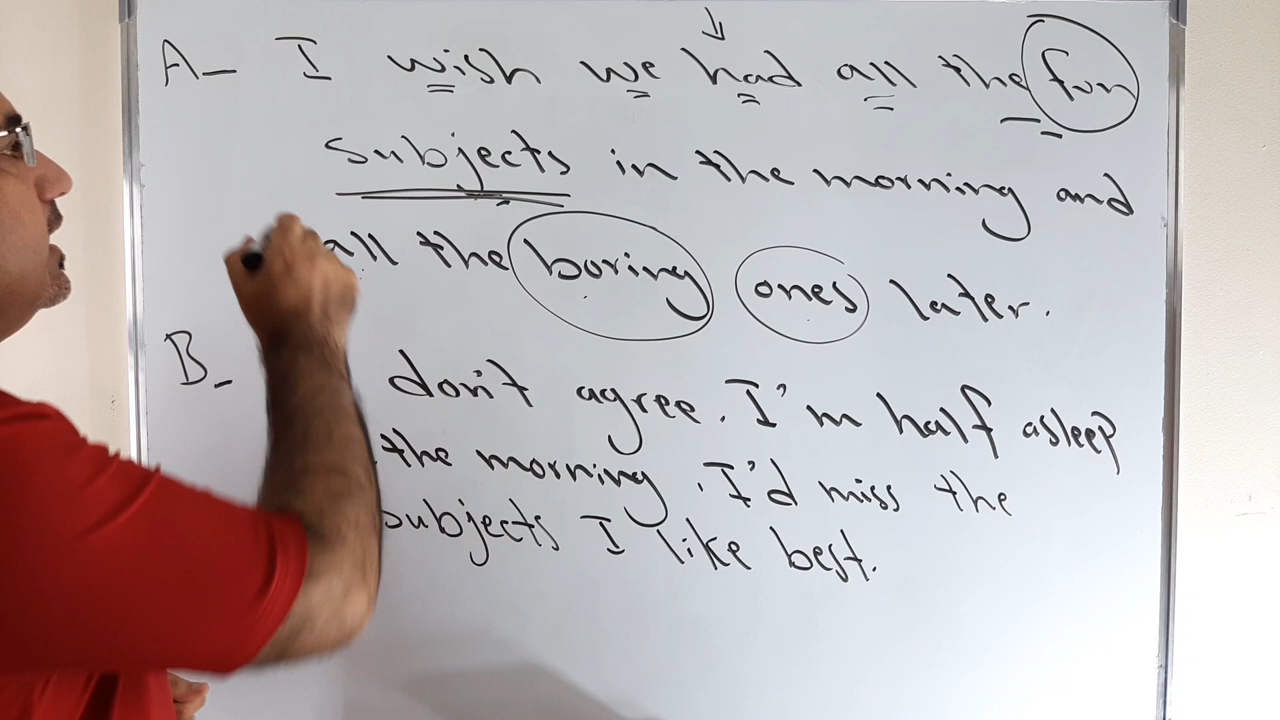 A- I wish we had all the fun
subjects in the morning and
all the boring ones later.
B- don't agree. I'm half asleep
the morning. I'd miss the
subjects I like best.